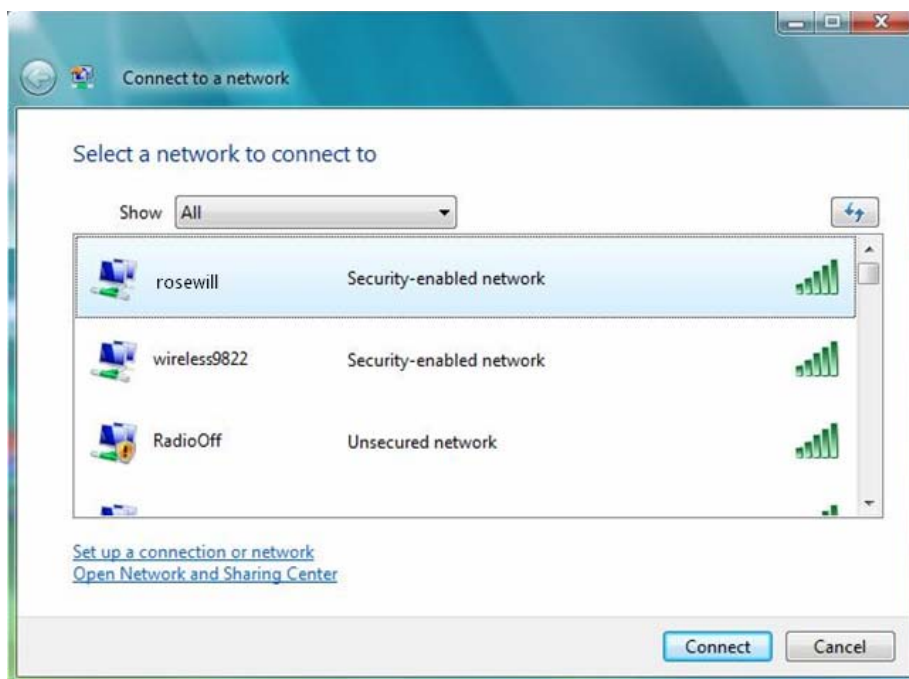 Connect to a network
Select a network to connect to
Show All
rosewill Security-enabled network
wireless9822 Security-enabled network
RadioOff Unsecured network
Set up a connection or network
Open Network and Sharing Center
Connect Cancel